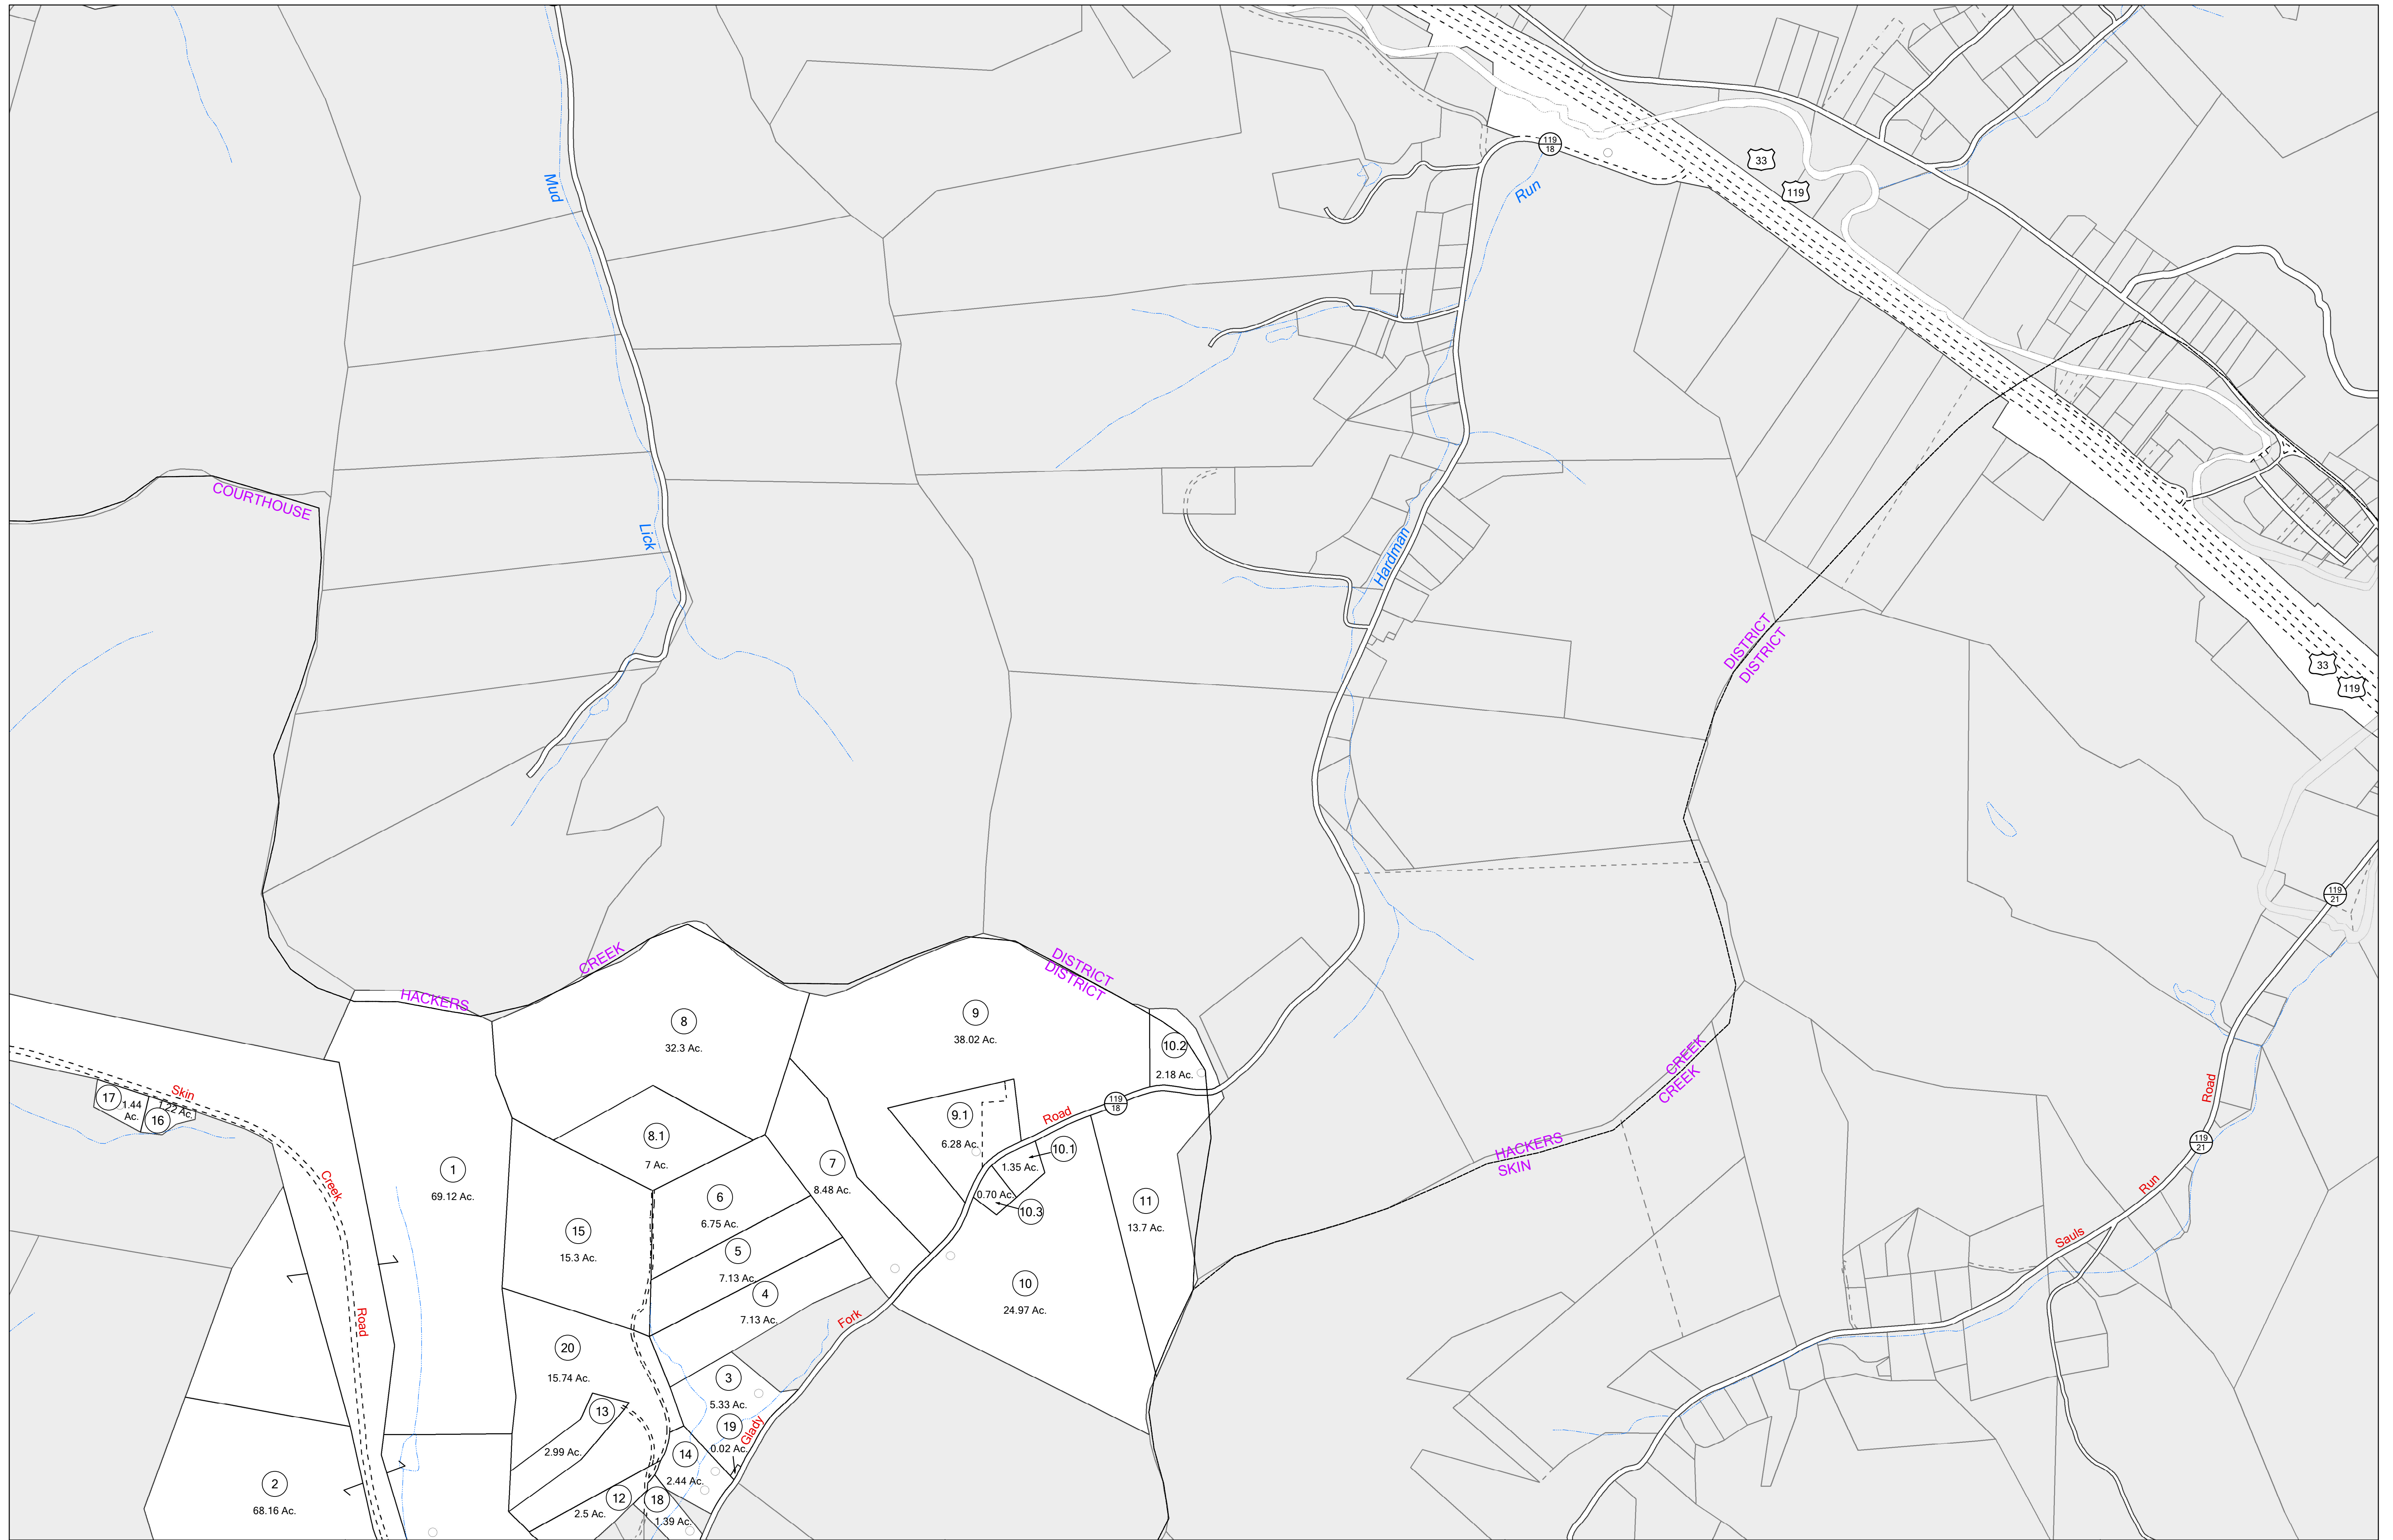 119
18
33
119
Mud
Run
COURTHOUSE
Lick
Hardman
DISTRICT
DISTRICT
33
119
119
21
CREEK
HACKERS
DISTRICT
DISTRICT
8
32.3 Ac.
9
38.02 Ac.
10.2
2.18 Ac.
CREEK
CREEK
Skin
17
1.44
Ac.
16
.22 Ac.
Road
119
18
9.1
6.28 Ac.
10.1
1.35 Ac.
Road
8.1
7 Ac.
119
21
HACKERS
SKIN
1
69.12 Ac.
7
8.48 Ac.
Creek
6
6.75 Ac.
0.70 Ac.
10.3
11
13.7 Ac.
Run
15
15.3 Ac.
5
7.13 Ac.
Sauls
4
7.13 Ac.
10
24.97 Ac.
Road
Fork
20
15.74 Ac.
3
5.33 Ac.
13
2.99 Ac.
19
0.02 Ac.
Glady
14
2.44 Ac.
2
68.16 Ac.
12
2.5 Ac.
18
1.39 Ac.